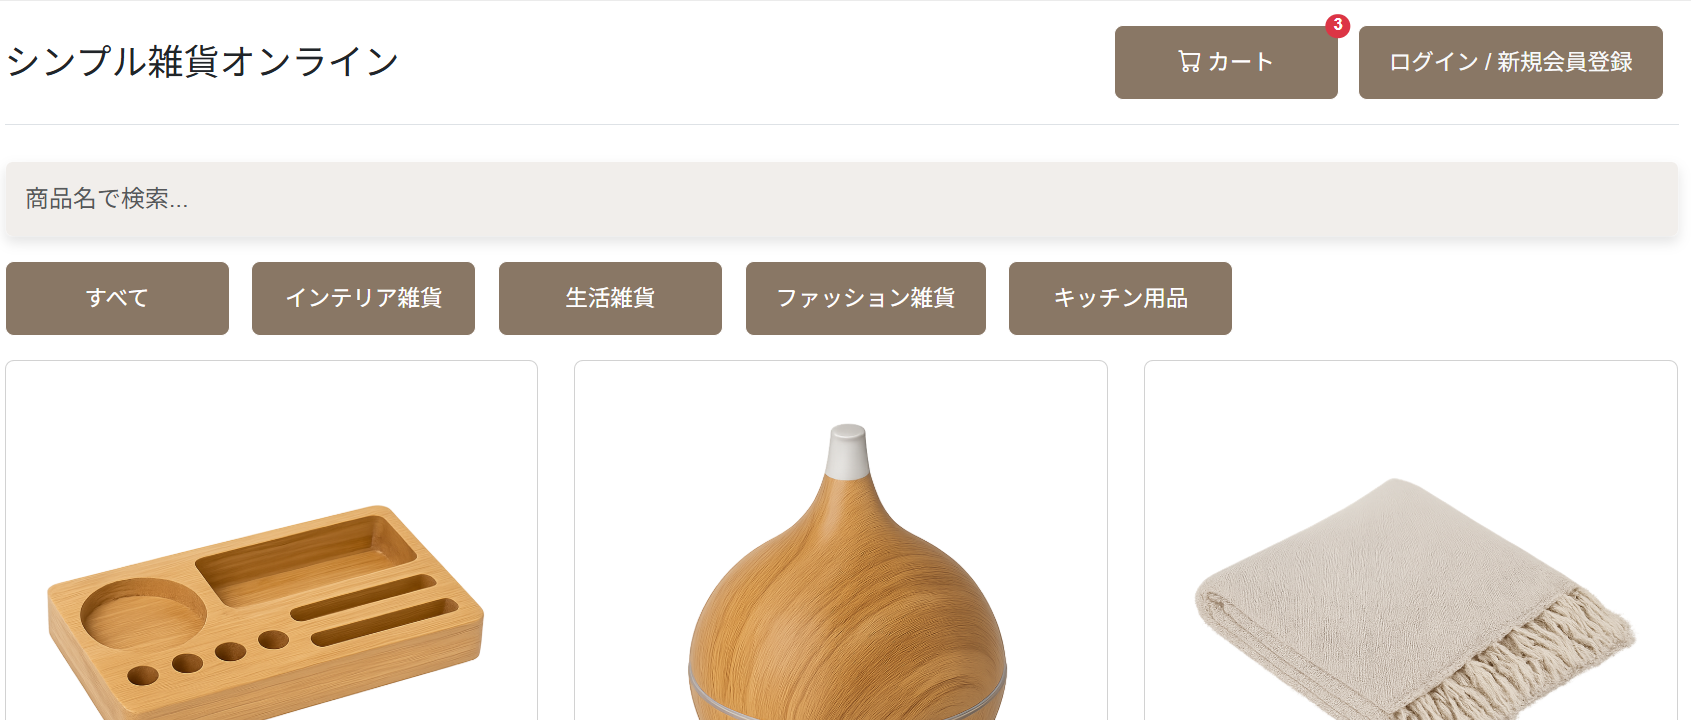 シンプル雑貨オンライン
カート
3
ログイン / 新規会員登録
商品名で検索...
すべて
インテリア雑貨
生活雑貨
ファッション雑貨
キッチン用品